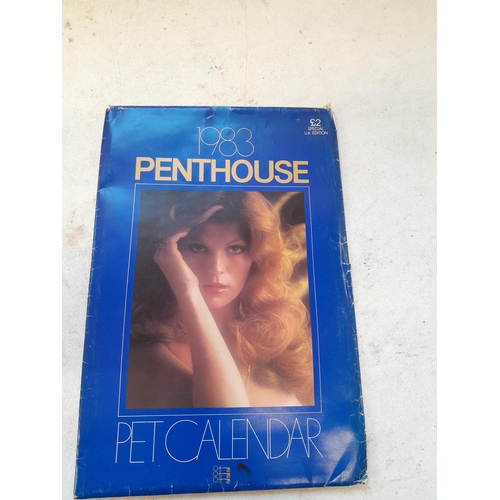 1983
£2
SPECIAL
U.K. EDITION
PENTHOUSE
PET CALENDAR